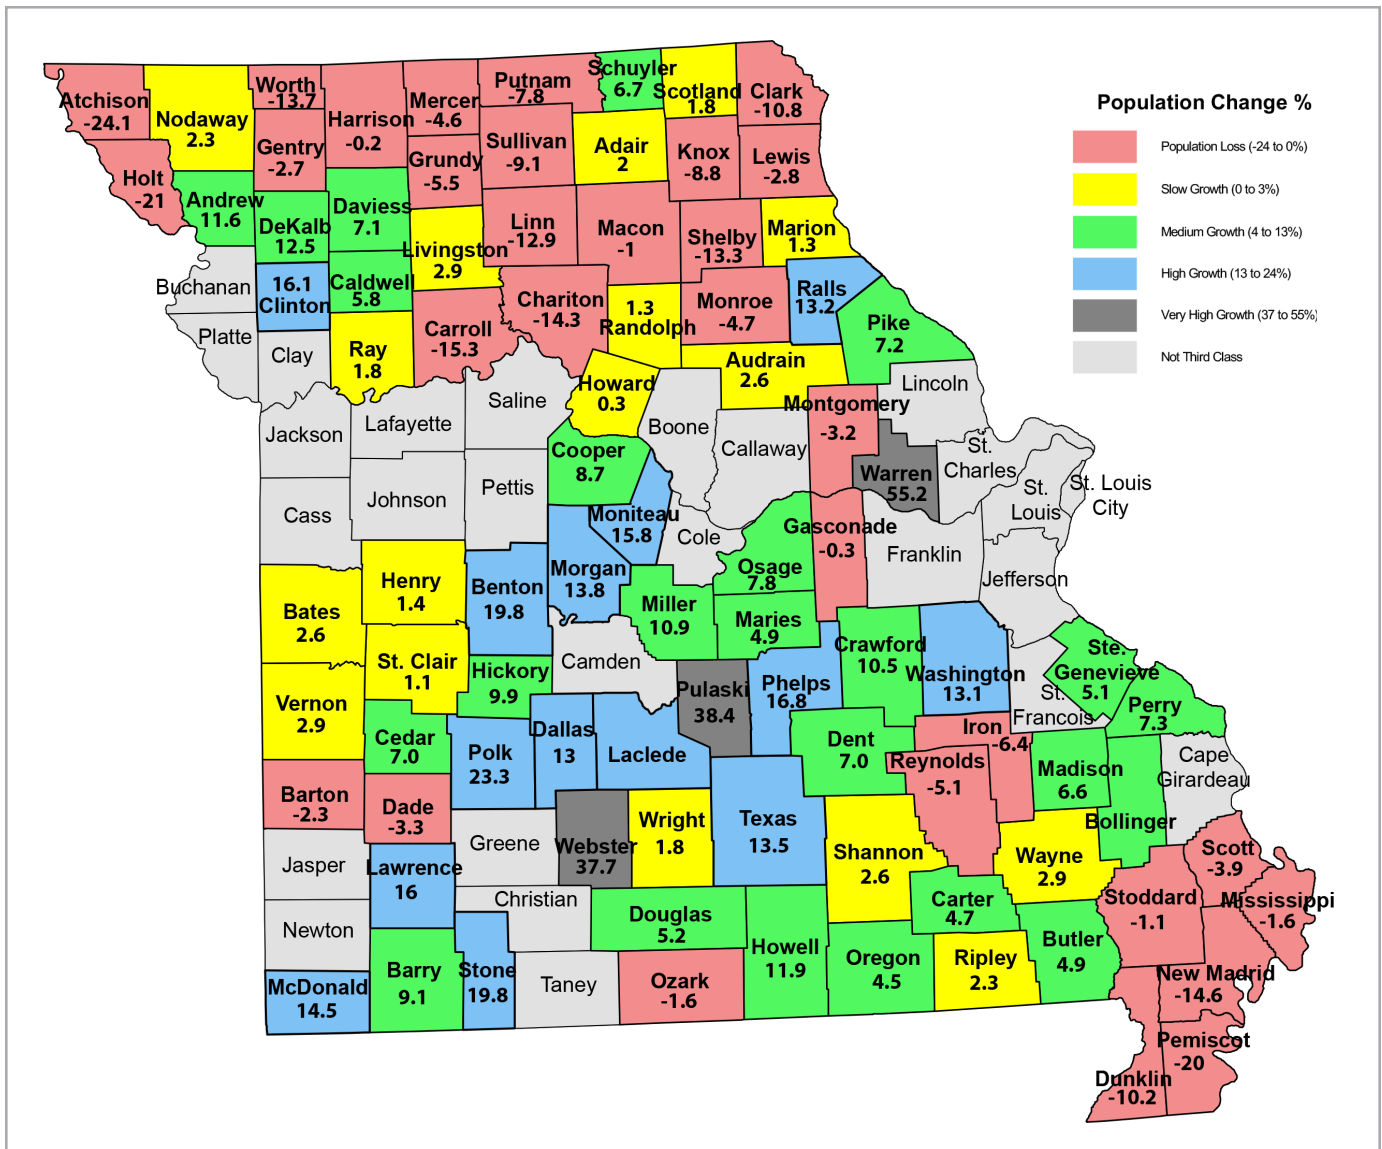 Population Change %
Population Loss (-24 to 0%)
Slow Growth (0 to 3%)
Medium Growth (4 to 13%)
High Growth (13 to 24%)
Very High Growth (37 to 55%)
Not Third Class
Atchison
-24.1
Nodaway
2.3
Worth
-13.7
Harrison
-0.2
Mercer
-4.6
Putnam
-7.8
Schuyler
6.7
Scotland
1.8
Clark
-10.8
Holt
-21
Gentry
-2.7
Grundy
-5.5
Sullivan
-9.1
Adair
2
Knox
-8.8
Lewis
-2.8
Andrew
11.6
DeKalb
12.5
Daviess
7.1
Livingston
2.9
Linn
-12.9
Macon
-1
Shelby
-13.3
Marion
1.3
Buchanan
16.1
Clinton
Caldwell
5.8
Carroll
-15.3
Chariton
-14.3
1.3
Randolph
Monroe
-4.7
Ralls
13.2
Pike
7.2
Platte
Clay
Ray
1.8
Saline
Howard
0.3
Audrain
2.6
Montgomery
-3.2
Lincoln
Jackson
Lafayette
Boone
Callaway
Cooper
8.7
Warren
55.2
St.
Charles
St.
Louis
St. Louis
City
Cass
Johnson
Pettis
Moniteau
15.8
Cole
Gasconade
-0.3
Franklin
Jefferson
Henry
1.4
Benton
19.8
Morgan
13.8
Osage
7.8
Bates
2.6
Miller
10.9
Maries
4.9
St. Clair
1.1
Hickory
9.9
Camden
Crawford
10.5
Washington
13.1
Ste.
Genevieve
5.1
Vernon
2.9
Pulaski
38.4
Phelps
16.8
St.
Francois
Perry
7.3
Cedar
7.0
Polk
23.3
Dallas
13
Laclede
Dent
7.0
Iron
-6.4
Reynolds
-5.1
Madison
6.6
Cape
Girardeau
Barton
-2.3
Dade
-3.3
Greene
Webster
37.7
Wright
1.8
Texas
13.5
Bollinger
Jasper
Lawrence
16
Shannon
2.6
Wayne
2.9
Scott
-3.9
Christian
Douglas
5.2
Carter
4.7
Stoddard
-1.1
Mississippi
-1.6
Newton
Howell
11.9
Butler
4.9
McDonald
14.5
Barry
9.1
Stone
19.8
Taney
Ozark
-1.6
Oregon
4.5
Ripley
2.3
New Madrid
-14.6
Pemiscot
-20
Dunklin
-10.2